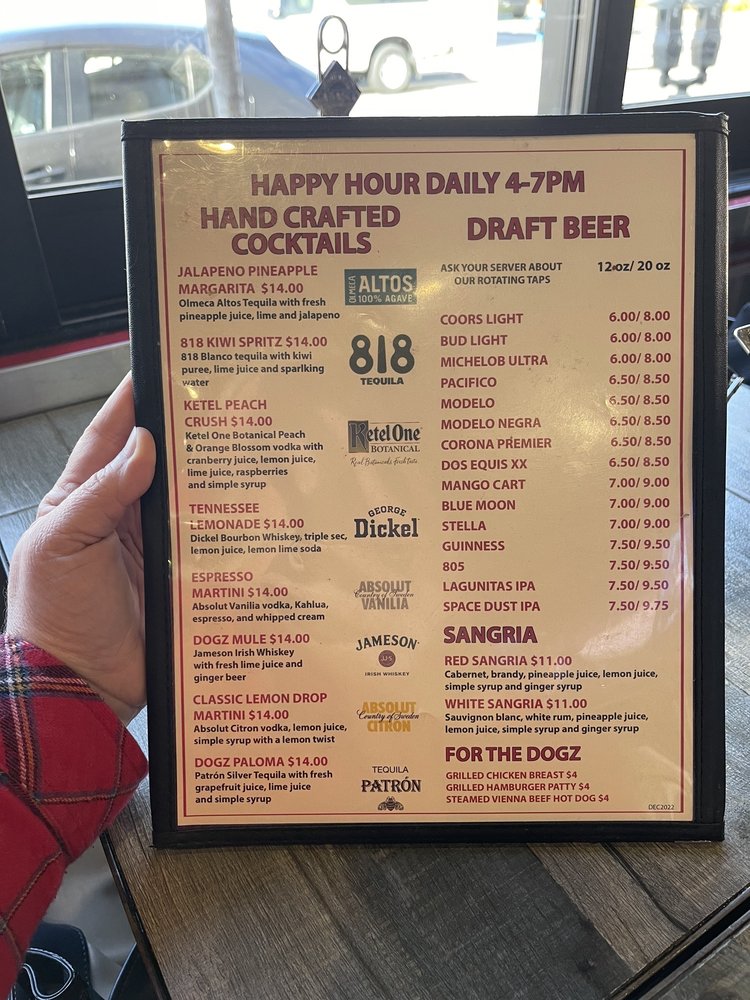 HAPPY HOUR DAILY 4-7PM
HAND CRAFTED
COCKTAILS
JALAPENO PINEAPPLE
MARGARITA $14.00
Olmeca Altos Tequila with fresh
pineapple juice, lime and jalapeno
OLMECA
ALTOS
100% AGAVE
818 KIWI SPRITZ $14.00
818 Blanco tequila with kiwi
puree, lime juice and sparlking
water
818
TEQUILA
KETEL PEACH
CRUSH $14.00
Ketel One Botanical Peach
& Orange Blossom vodka with
cranberry juice, lemon juice,
lime juice, raspberries
and simple syrup
Ketel One
BOTANICAL
Real Botanicals. Fresh Taste.
TENNESSEE
LEMONADE $14.00
Dickel Bourbon Whiskey, triple sec,
lemon juice, lemon lime soda
GEORGE
Dickel
ESPRESSO
MARTINI $14.00
Absolut Vanilia vodka, Kahlua,
espresso, and whipped cream
ABSOLUT
Country of Sweden
VANILIA
DOGZ MULE $14.00
Jameson Irish Whiskey
with fresh lime juice and
ginger beer
JAMESON
JJ&S
IRISH WHISKEY
CLASSIC LEMON DROP
MARTINI $14.00
Absolut Citron vodka, lemon juice,
simple syrup with a lemon twist
ABSOLUT
Country of Sweden
CITRON
DOGZ PALOMA $14.00
Patrón Silver Tequila with fresh
grapefruit juice, lime juice
and simple syrup
TEQUILA
PATRÓN
DRAFT BEER
ASK YOUR SERVER ABOUT
OUR ROTATING TAPS
12 oz/ 20 oz
COORS LIGHT 6.00/ 8.00
BUD LIGHT 6.00/ 8.00
MICHELOB ULTRA 6.00/ 8.00
PACIFICO 6.50/ 8.50
MODELO 6.50/ 8.50
MODELO NEGRA 6.50/ 8.50
CORONA PREMIER 6.50/ 8.50
DOS EQUIS XX 6.50/ 8.50
MANGO CART 7.00/ 9.00
BLUE MOON 7.00/ 9.00
STELLA 7.00/ 9.00
GUINNESS 7.50/ 9.50
805 7.50/ 9.50
LAGUNITAS IPA 7.50/ 9.50
SPACE DUST IPA 7.50/ 9.75
SANGRIA
RED SANGRIA $11.00
Cabernet, brandy, pineapple juice, lemon juice,
simple syrup and ginger syrup
WHITE SANGRIA $11.00
Sauvignon blanc, white rum, pineapple juice,
lemon juice, simple syrup and ginger syrup
FOR THE DOGZ
GRILLED CHICKEN BREAST $4
GRILLED HAMBURGER PATTY $4
STEAMED VIENNA BEEF HOT DOG $4
DEC2022